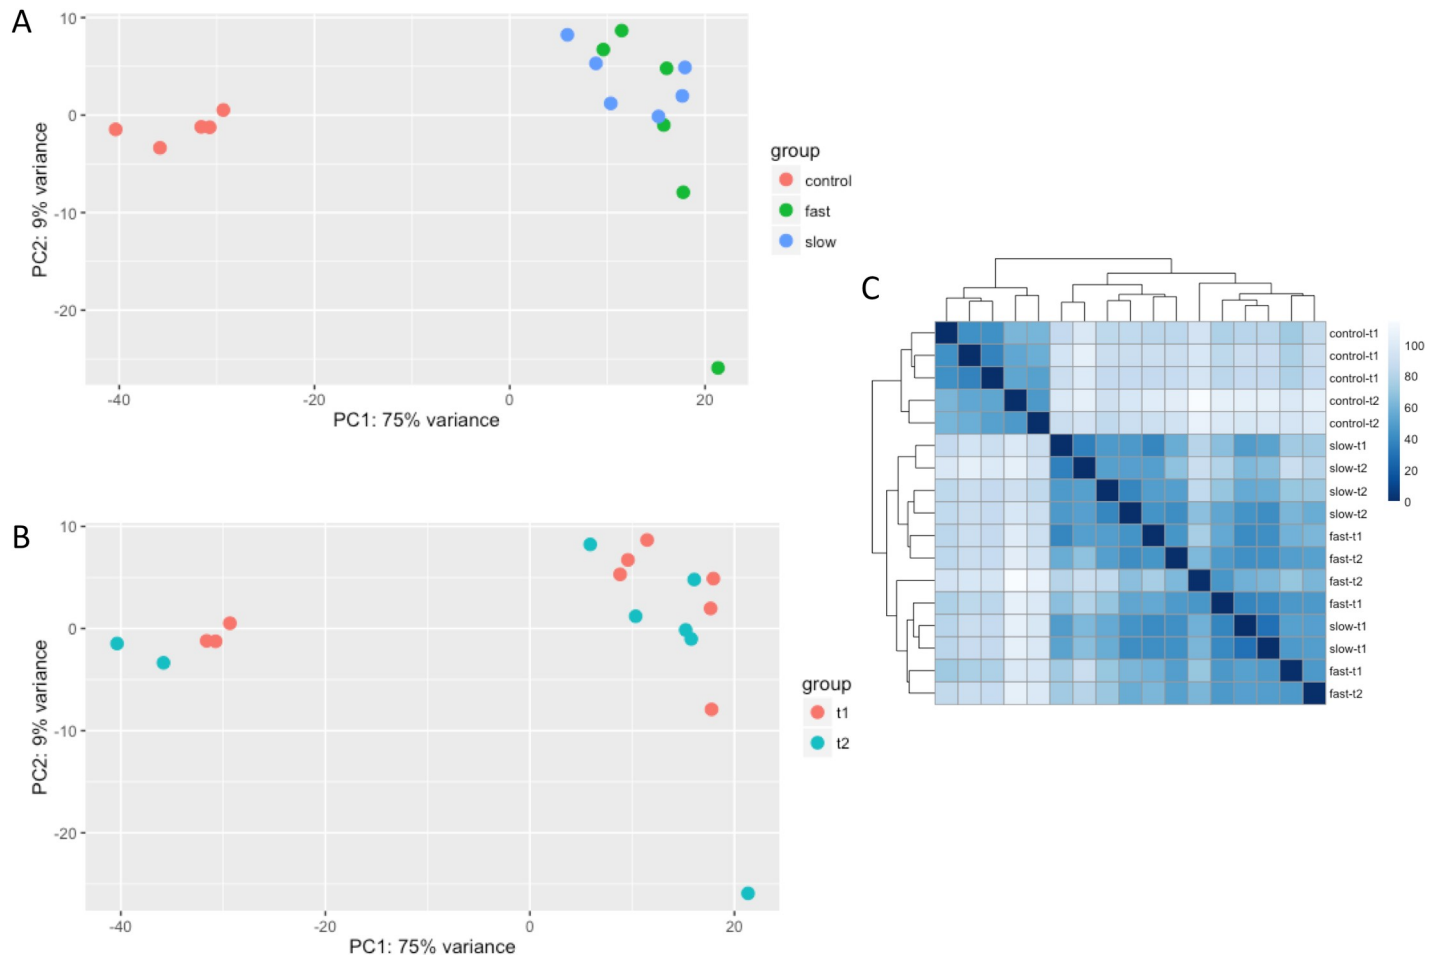 A
10
0
-10
-20
PC2: 9% variance
-40
-20
0
20
PC1: 75% variance
group
control
fast
slow
B
10
0
-10
-20
PC2: 9% variance
-40
-20
0
20
PC1: 75% variance
group
t1
t2
C
control-t1
control-t1
control-t1
control-t2
control-t2
slow-t1
slow-t2
slow-t2
slow-t2
fast-t1
fast-t2
fast-t2
fast-t1
slow-t1
slow-t1
fast-t1
fast-t2
100
80
60
40
20
0